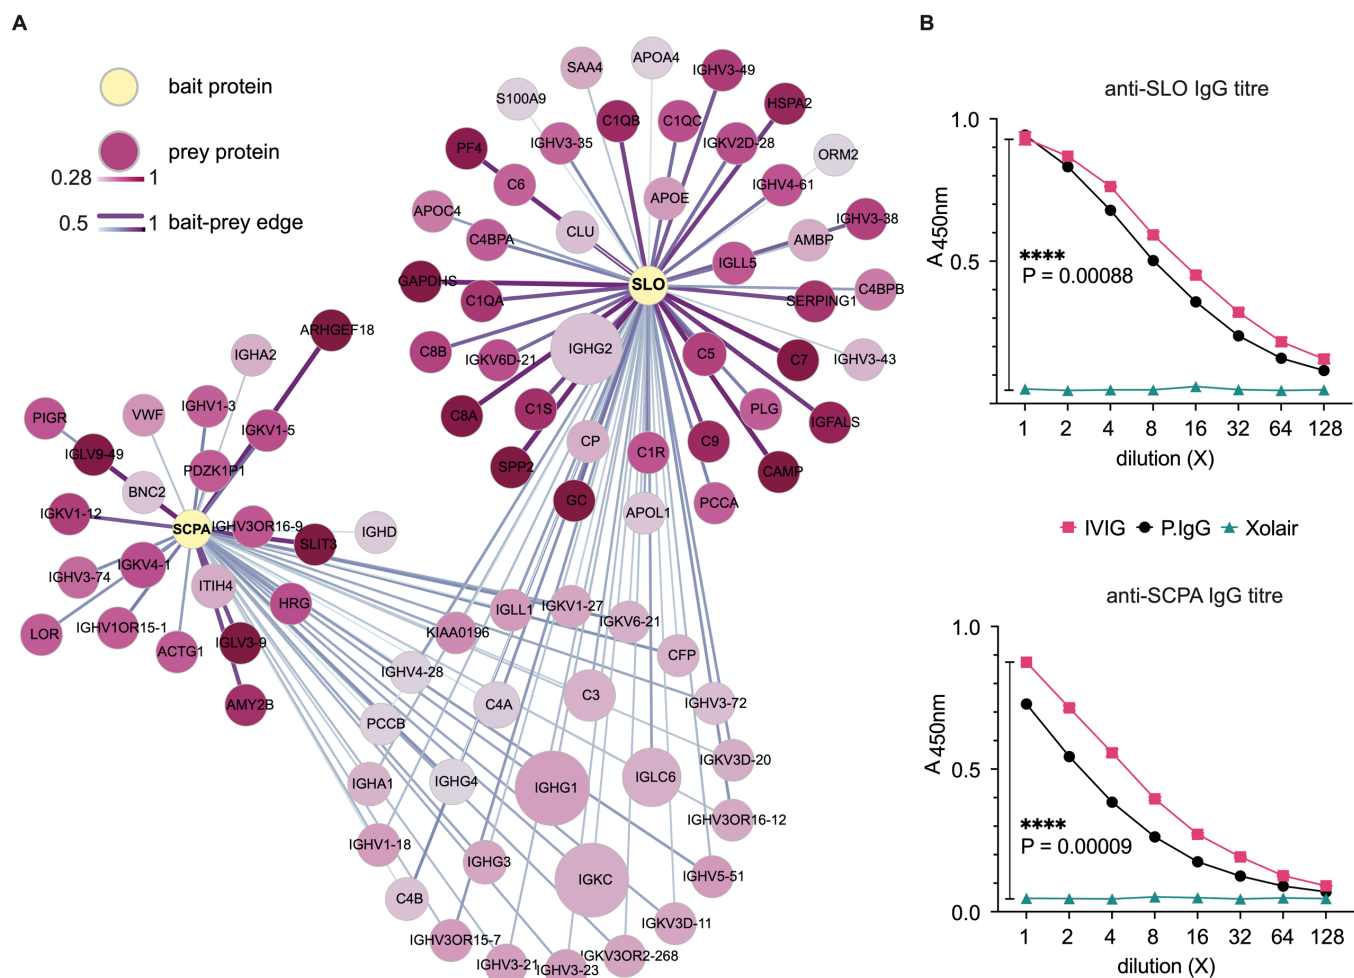 A
bait protein
prey protein
0.28
1
0.5
1
bait-prey edge
APOA4
SAA4
IGHV3-49
S100A9
HSPA2
C1QB
C1QC
IGHV3-35
IGKV2D-28
PF4
ORM2
C6
IGHV4-61
APOE
APOC4
IGHV3-38
CLU
C4BPA
AMBP
IGLL5
GAPDHS
SLO
C4BPB
C1QA
SERPING1
IGHG2
C8B
IGKV6D-21
C5
C7
IGHV3-43
C8A
C1S
PLG
IGFALS
CP
C1R
C9
SPP2
CAMP
GC
APOL1
PCCA
ARHGEF18
IGHA2
PIGR
VWF
IGHV1-3
IGKV1-5
IGLV9-49
PDZK1P1
BNC2
IGKV1-12
SCPA
IGHV3OR16-9
IGHD
SLIT3
IGHV3-74
IGKV4-1
ITIH4
HRG
LOR
IGHV1OR15-1
ACTG1
IGLV3-9
AMY2B
IGLL1
IGKV1-27
KIAA0196
IGKV6-21
CFP
IGHV4-28
C4A
C3
IGHV3-72
PCCB
IGKV3D-20
IGHA1
IGHG4
IGHG1
IGLC6
IGHV3OR16-12
IGHV1-18
IGHG3
IGKC
IGHV5-51
C4B
IGKV3D-11
IGHV3OR15-7
IGKV3OR2-268
IGHV3-21
IGHV3-23
B
anti-SLO IgG titre
1.0
0.5
A450nm
****
P = 0.00088
1 2 4 8 16 32 64 128
dilution (X)
IVIG P.IgG Xolair
anti-SCPA IgG titre
1.0
0.5
0.0
A450nm
****
P = 0.00009
1 2 4 8 16 32 64 128
dilution (X)